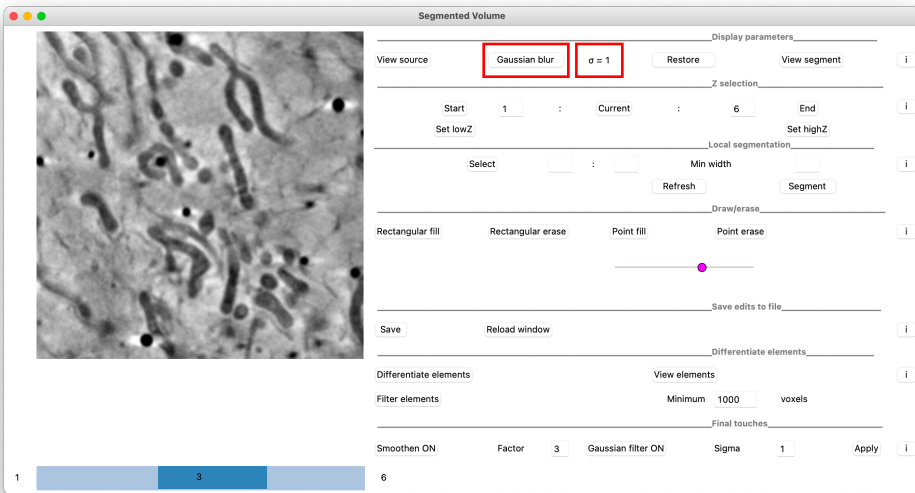 Segmented Volume
Display parameters
View source Gaussian blur σ = 1 Restore View segment i
Z selection
Start 1 : Current : 6 End i
Set lowZ Set highZ
Local segmentation
Select : Min width i
Refresh Segment
Draw/erase
Rectangular fill Rectangular erase Point fill Point erase i
Save edits to file
Save Reload window i
Differentiate elements
Differentiate elements View elements i
Filter elements Minimum 1000 voxels
Final touches
Smoothen ON Factor 3 Gaussian filter ON Sigma 1 Apply i
1 3 6